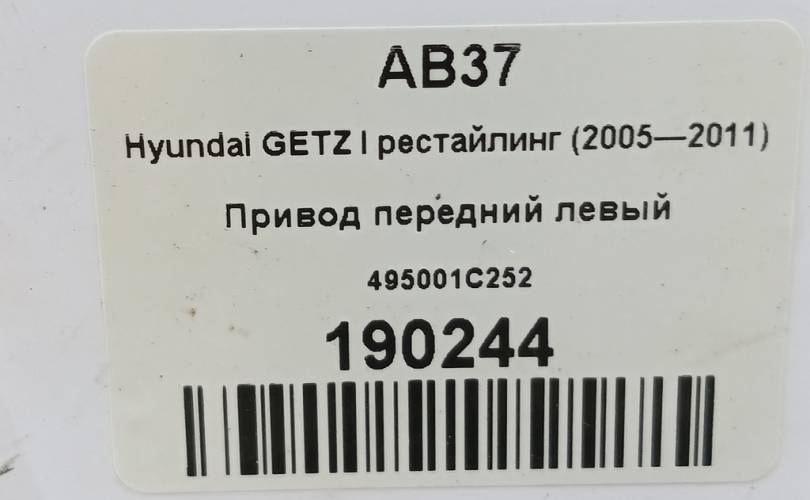 AB37
Hyundai GETZ I рестайлинг (2005—2011)
Привод передний левый
495001C252
190244